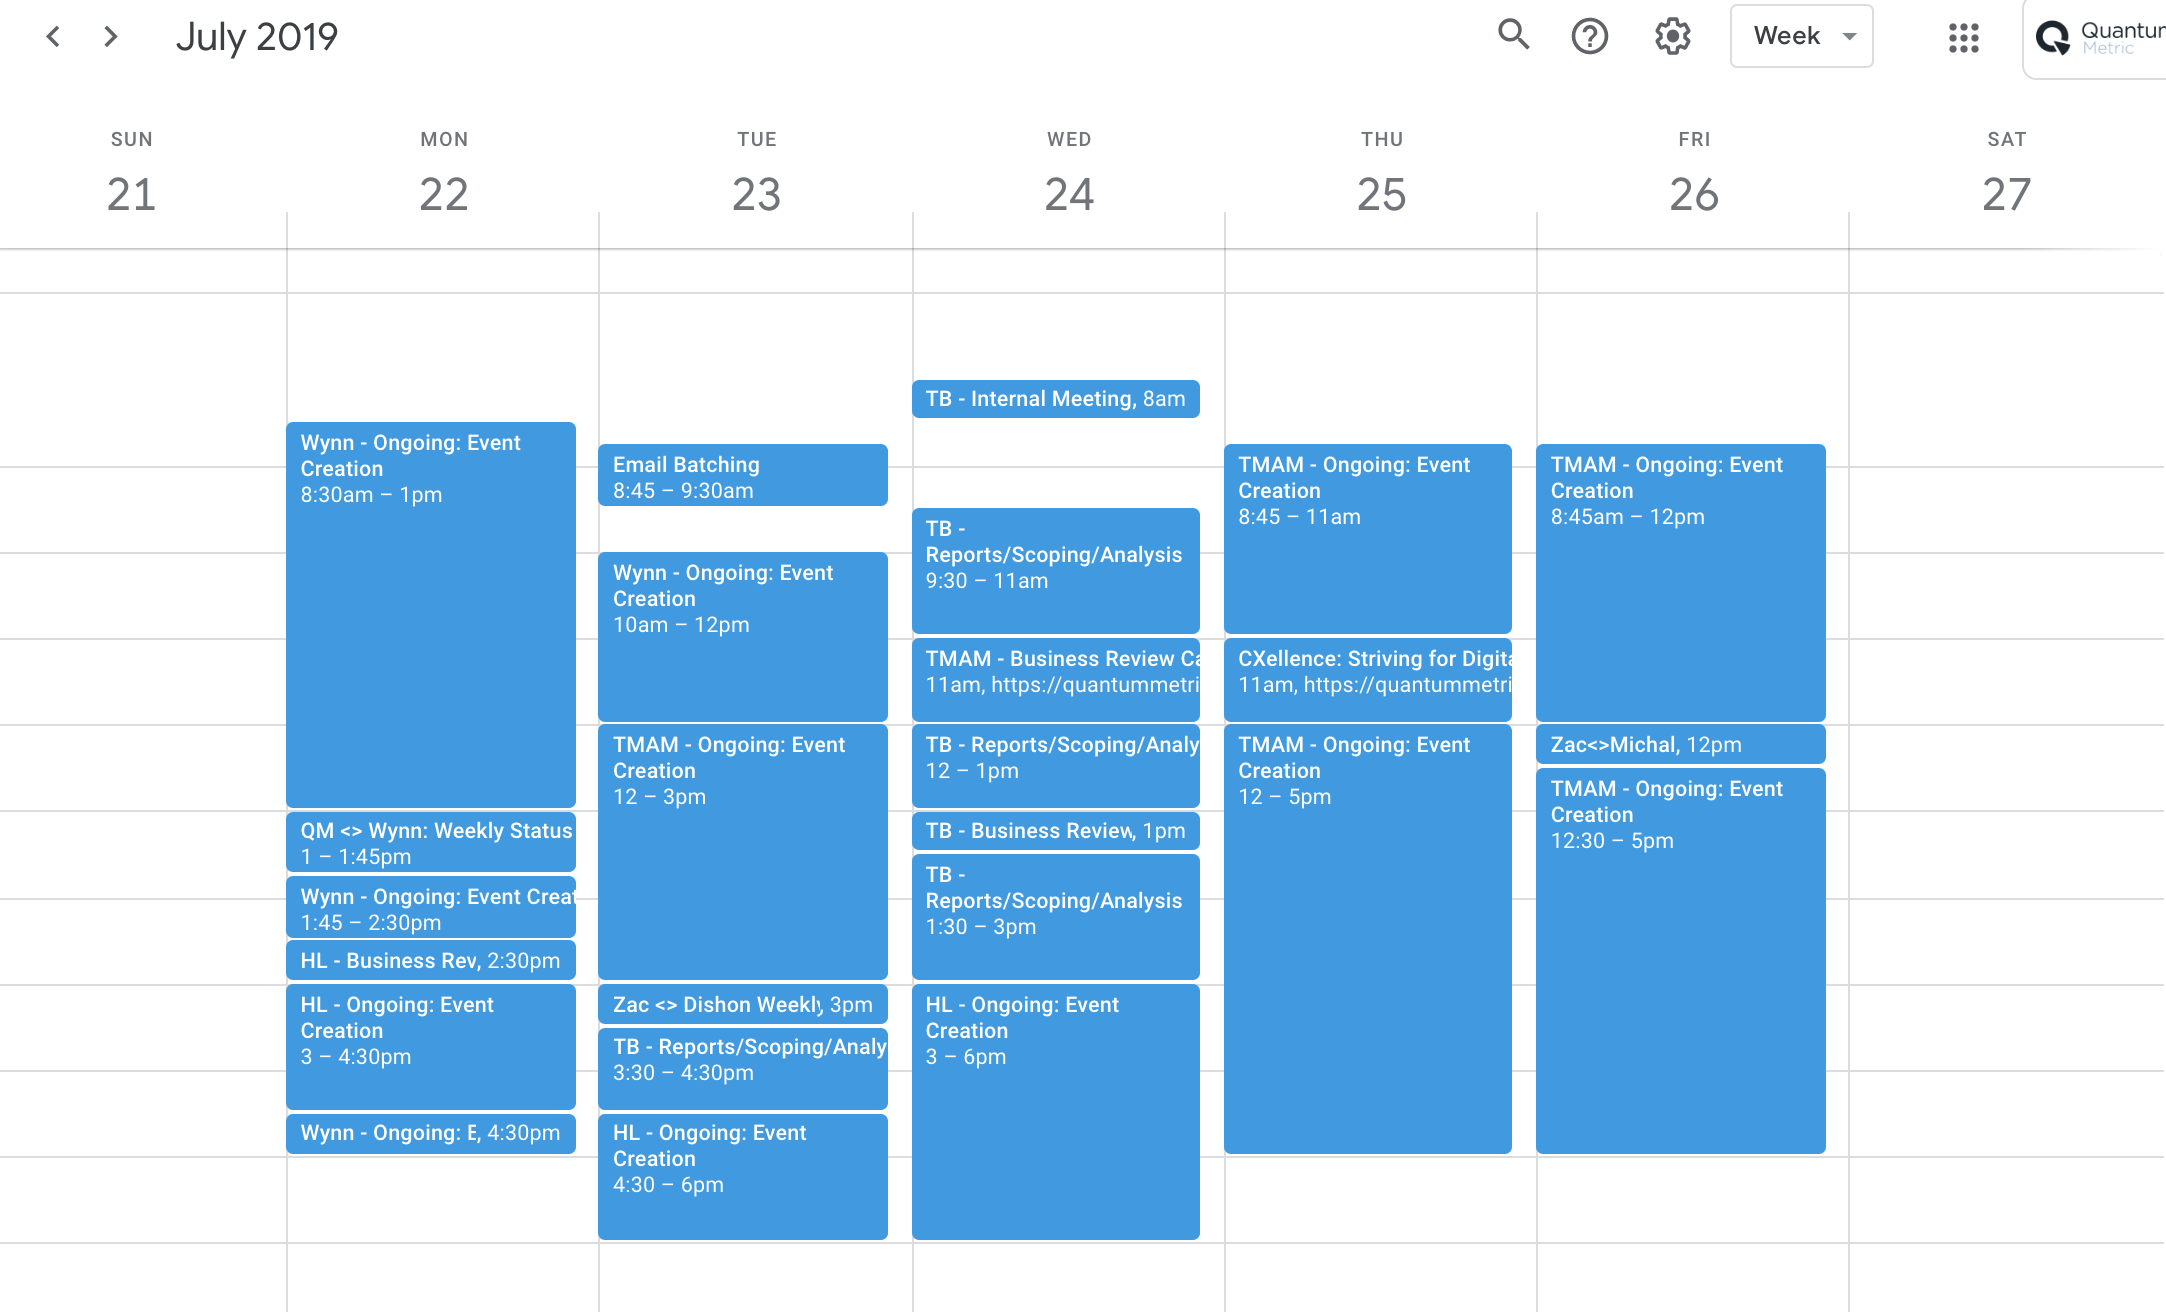 July 2019
Week
Quantum
Metric
SUN
MON
TUE
WED
THU
FRI
SAT
21
22
23
24
25
26
27
Wynn - Ongoing: Event
Creation
8:30am – 1pm
QM <> Wynn: Weekly Status
1 – 1:45pm
Wynn - Ongoing: Event Creat
1:45 – 2:30pm
HL - Business Rev, 2:30pm
HL - Ongoing: Event
Creation
3 – 4:30pm
Wynn - Ongoing: E, 4:30pm
Email Batching
8:45 – 9:30am
Wynn - Ongoing: Event
Creation
10am – 12pm
TMAM - Ongoing: Event
Creation
12 – 3pm
Zac <> Dishon Weekly, 3pm
TB - Reports/Scoping/Analy
3:30 – 4:30pm
HL - Ongoing: Event
Creation
4:30 – 6pm
TB - Internal Meeting, 8am
TB -
Reports/Scoping/Analysis
9:30 – 11am
TMAM - Business Review Ca
11am, https://quantummetri
TB - Reports/Scoping/Analy
12 – 1pm
TB - Business Review, 1pm
TB -
Reports/Scoping/Analysis
1:30 – 3pm
HL - Ongoing: Event
Creation
3 – 6pm
TMAM - Ongoing: Event
Creation
8:45 – 11am
CXellence: Striving for Digita
11am, https://quantummetri
TMAM - Ongoing: Event
Creation
12 – 5pm
TMAM - Ongoing: Event
Creation
8:45am – 12pm
Zac<>Michal, 12pm
TMAM - Ongoing: Event
Creation
12:30 – 5pm